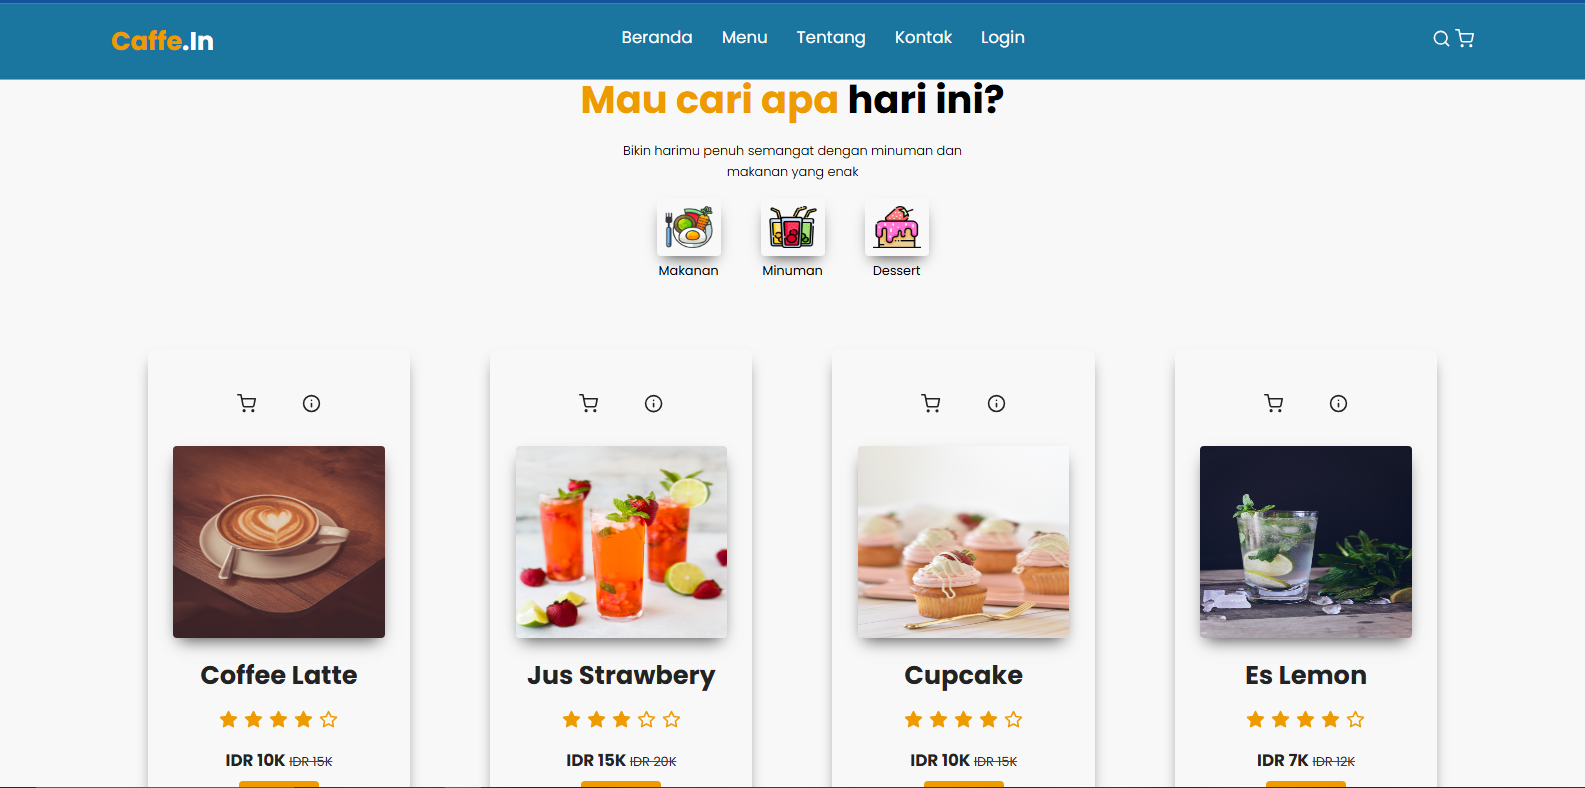 Caffe.In
Beranda Menu Tentang Kontak Login
Mau cari apa hari ini?
Bikin harimu penuh semangat dengan minuman dan
makanan yang enak
Makanan Minuman Dessert
Coffee Latte
IDR 10K IDR 15K
Jus Strawbery
IDR 15K IDR 20K
Cupcake
IDR 10K IDR 15K
Es Lemon
IDR 7K IDR 12K